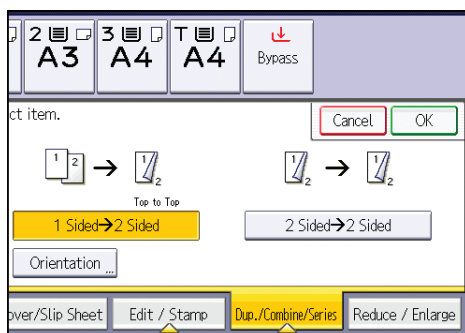 2 3 T
A3 A4 A4 Bypass
ct item.
Cancel OK
1 2 → 1 2
1 2 → 1 2
Top to Top
1 Sided→2 Sided
2 Sided→2 Sided
Orientation
over/Slip Sheet Edit / Stamp Dup./Combine/Series Reduce / Enlarge